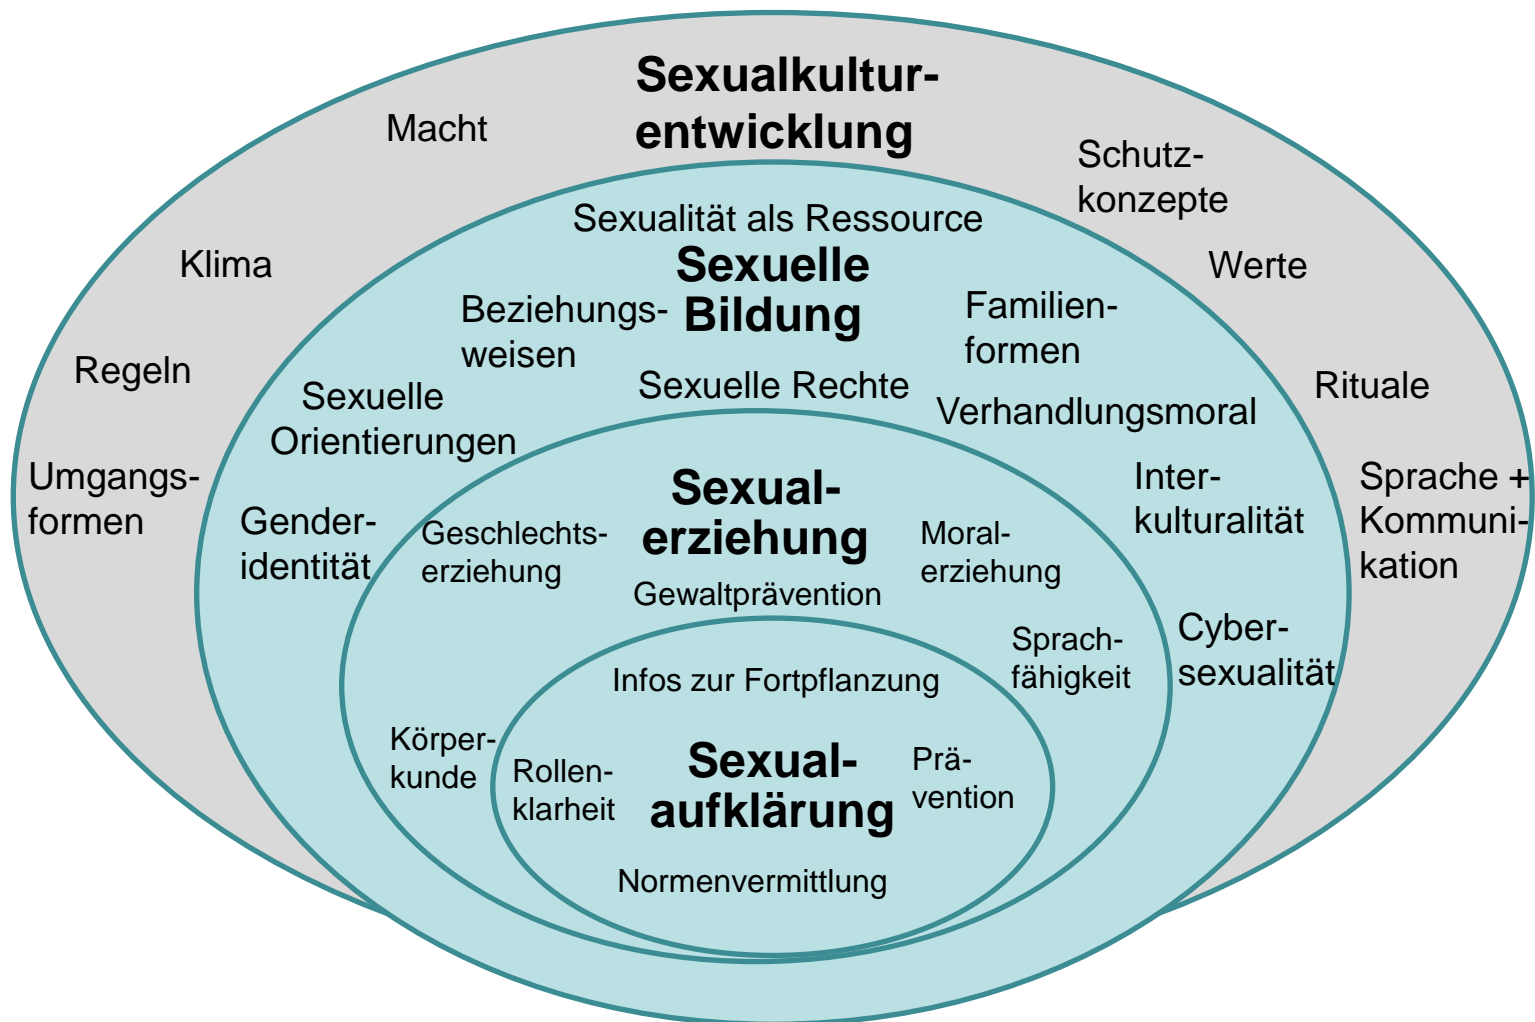 Sexualkultur-
entwicklung
Macht
Schutz-
konzepte
Klima
Werte
Regeln
Rituale
Umgangs-
formen
Sprache +
Kommuni-
kation
Sexualität als Ressource
Sexuelle
Bildung
Beziehungs-
weisen
Familien-
formen
Sexuelle Rechte
Sexuelle
Orientierungen
Verhandlungsmoral
Gender-
identität
Inter-
kulturalität
Cyber-
sexualität
Sexual-
erziehung
Geschlechts-
erziehung
Moral-
erziehung
Gewaltprävention
Sprach-
fähigkeit
Körper-
kunde
Infos zur Fortpflanzung
Sexual-
aufklärung
Rollen-
klarheit
Prä-
vention
Normenvermittlung